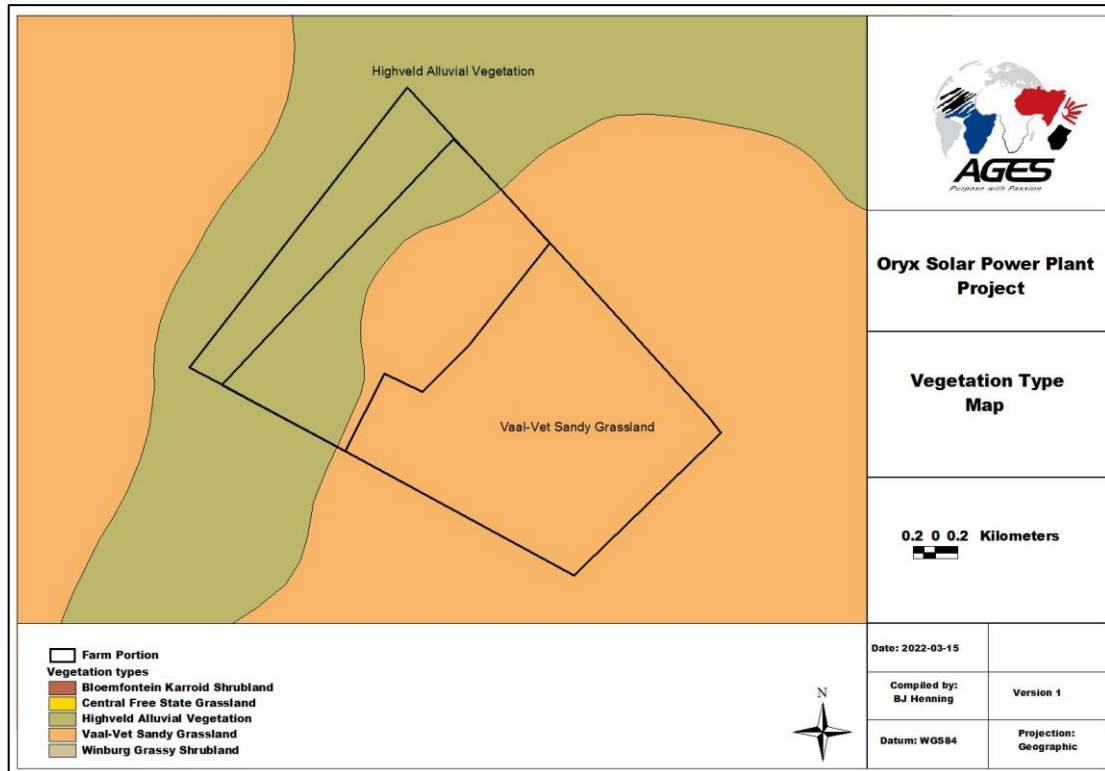 Highveld Alluvial Vegetation
Vaal-Vet Sandy Grassland
AGES
Purpose with Passion
Oryx Solar Power Plant
Project
Vegetation Type
Map
0.2 0 0.2 Kilometers
Farm Portion
Vegetation types
Bloemfontein Karroid Shrubland
Central Free State Grassland
Highveld Alluvial Vegetation
Vaal-Vet Sandy Grassland
Winburg Grassy Shrubland
N
Date: 2022-03-15
Compiled by:
BJ Henning
Version 1
Datum: WGS84
Projection:
Geographic